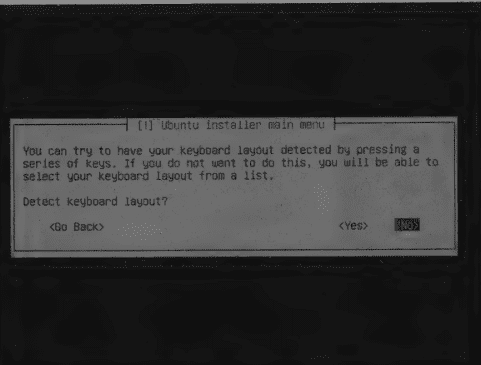 [!] Ubuntu installer main menu
You can try to have your keyboard layout detected by pressing a
series of keys. If you do not want to do this, you will be able to
select your keyboard layout from a list.
Detect keyboard layout?
<Go Back> <Yes> <No>